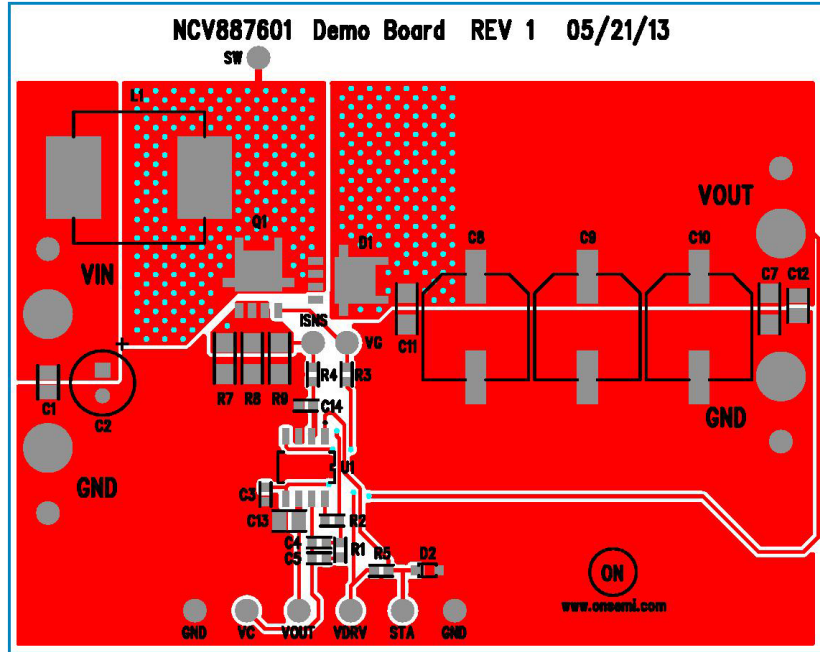 NCV887601 Demo Board REV 1 05/21/13
SW
L1
VOUT
Q1
D1
C8
C9
C10
VIN
C7
C12
ISNS
VG
C11
C1
C2
+
R7
R8
R9
R4
R3
GND
C14
U1
GND
C3
C13
R2
C4
C5
R1
R5
D2
ON
www.onsemi.com
GND
VC
VOUT
VDRV
STA
GND